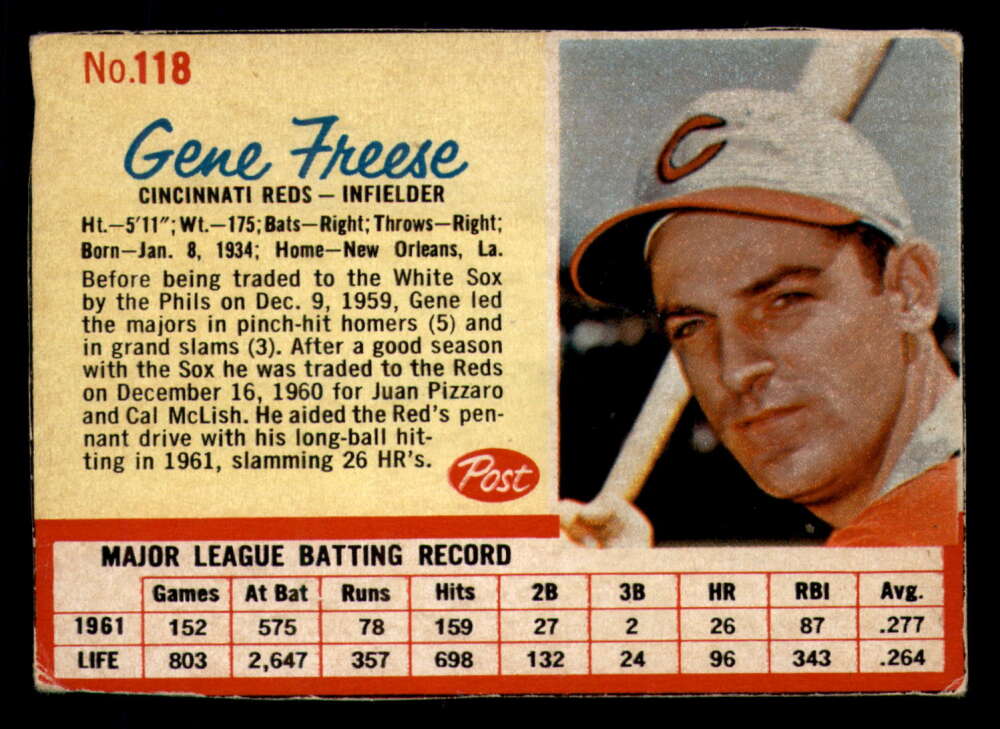 No.118
Gene Freese
CINCINNATI REDS – INFIELDER
Ht.–5'11"; Wt.–175; Bats–Right; Throws–Right;
Born–Jan. 8, 1934; Home–New Orleans, La.
Before being traded to the White Sox
by the Phils on Dec. 9, 1959, Gene led
the majors in pinch-hit homers (5) and
in grand slams (3). After a good season
with the Sox he was traded to the Reds
on December 16, 1960 for Juan Pizzaro
and Cal McLish. He aided the Red's pen-
nant drive with his long-ball hit-
ting in 1961, slamming 26 HR's.
Post
C
MAJOR LEAGUE BATTING RECORD
Games At Bat Runs Hits 2B 3B HR RBI Avg.
1961 152 575 78 159 27 2 26 87 .277
LIFE 803 2,647 357 698 132 24 96 343 .264